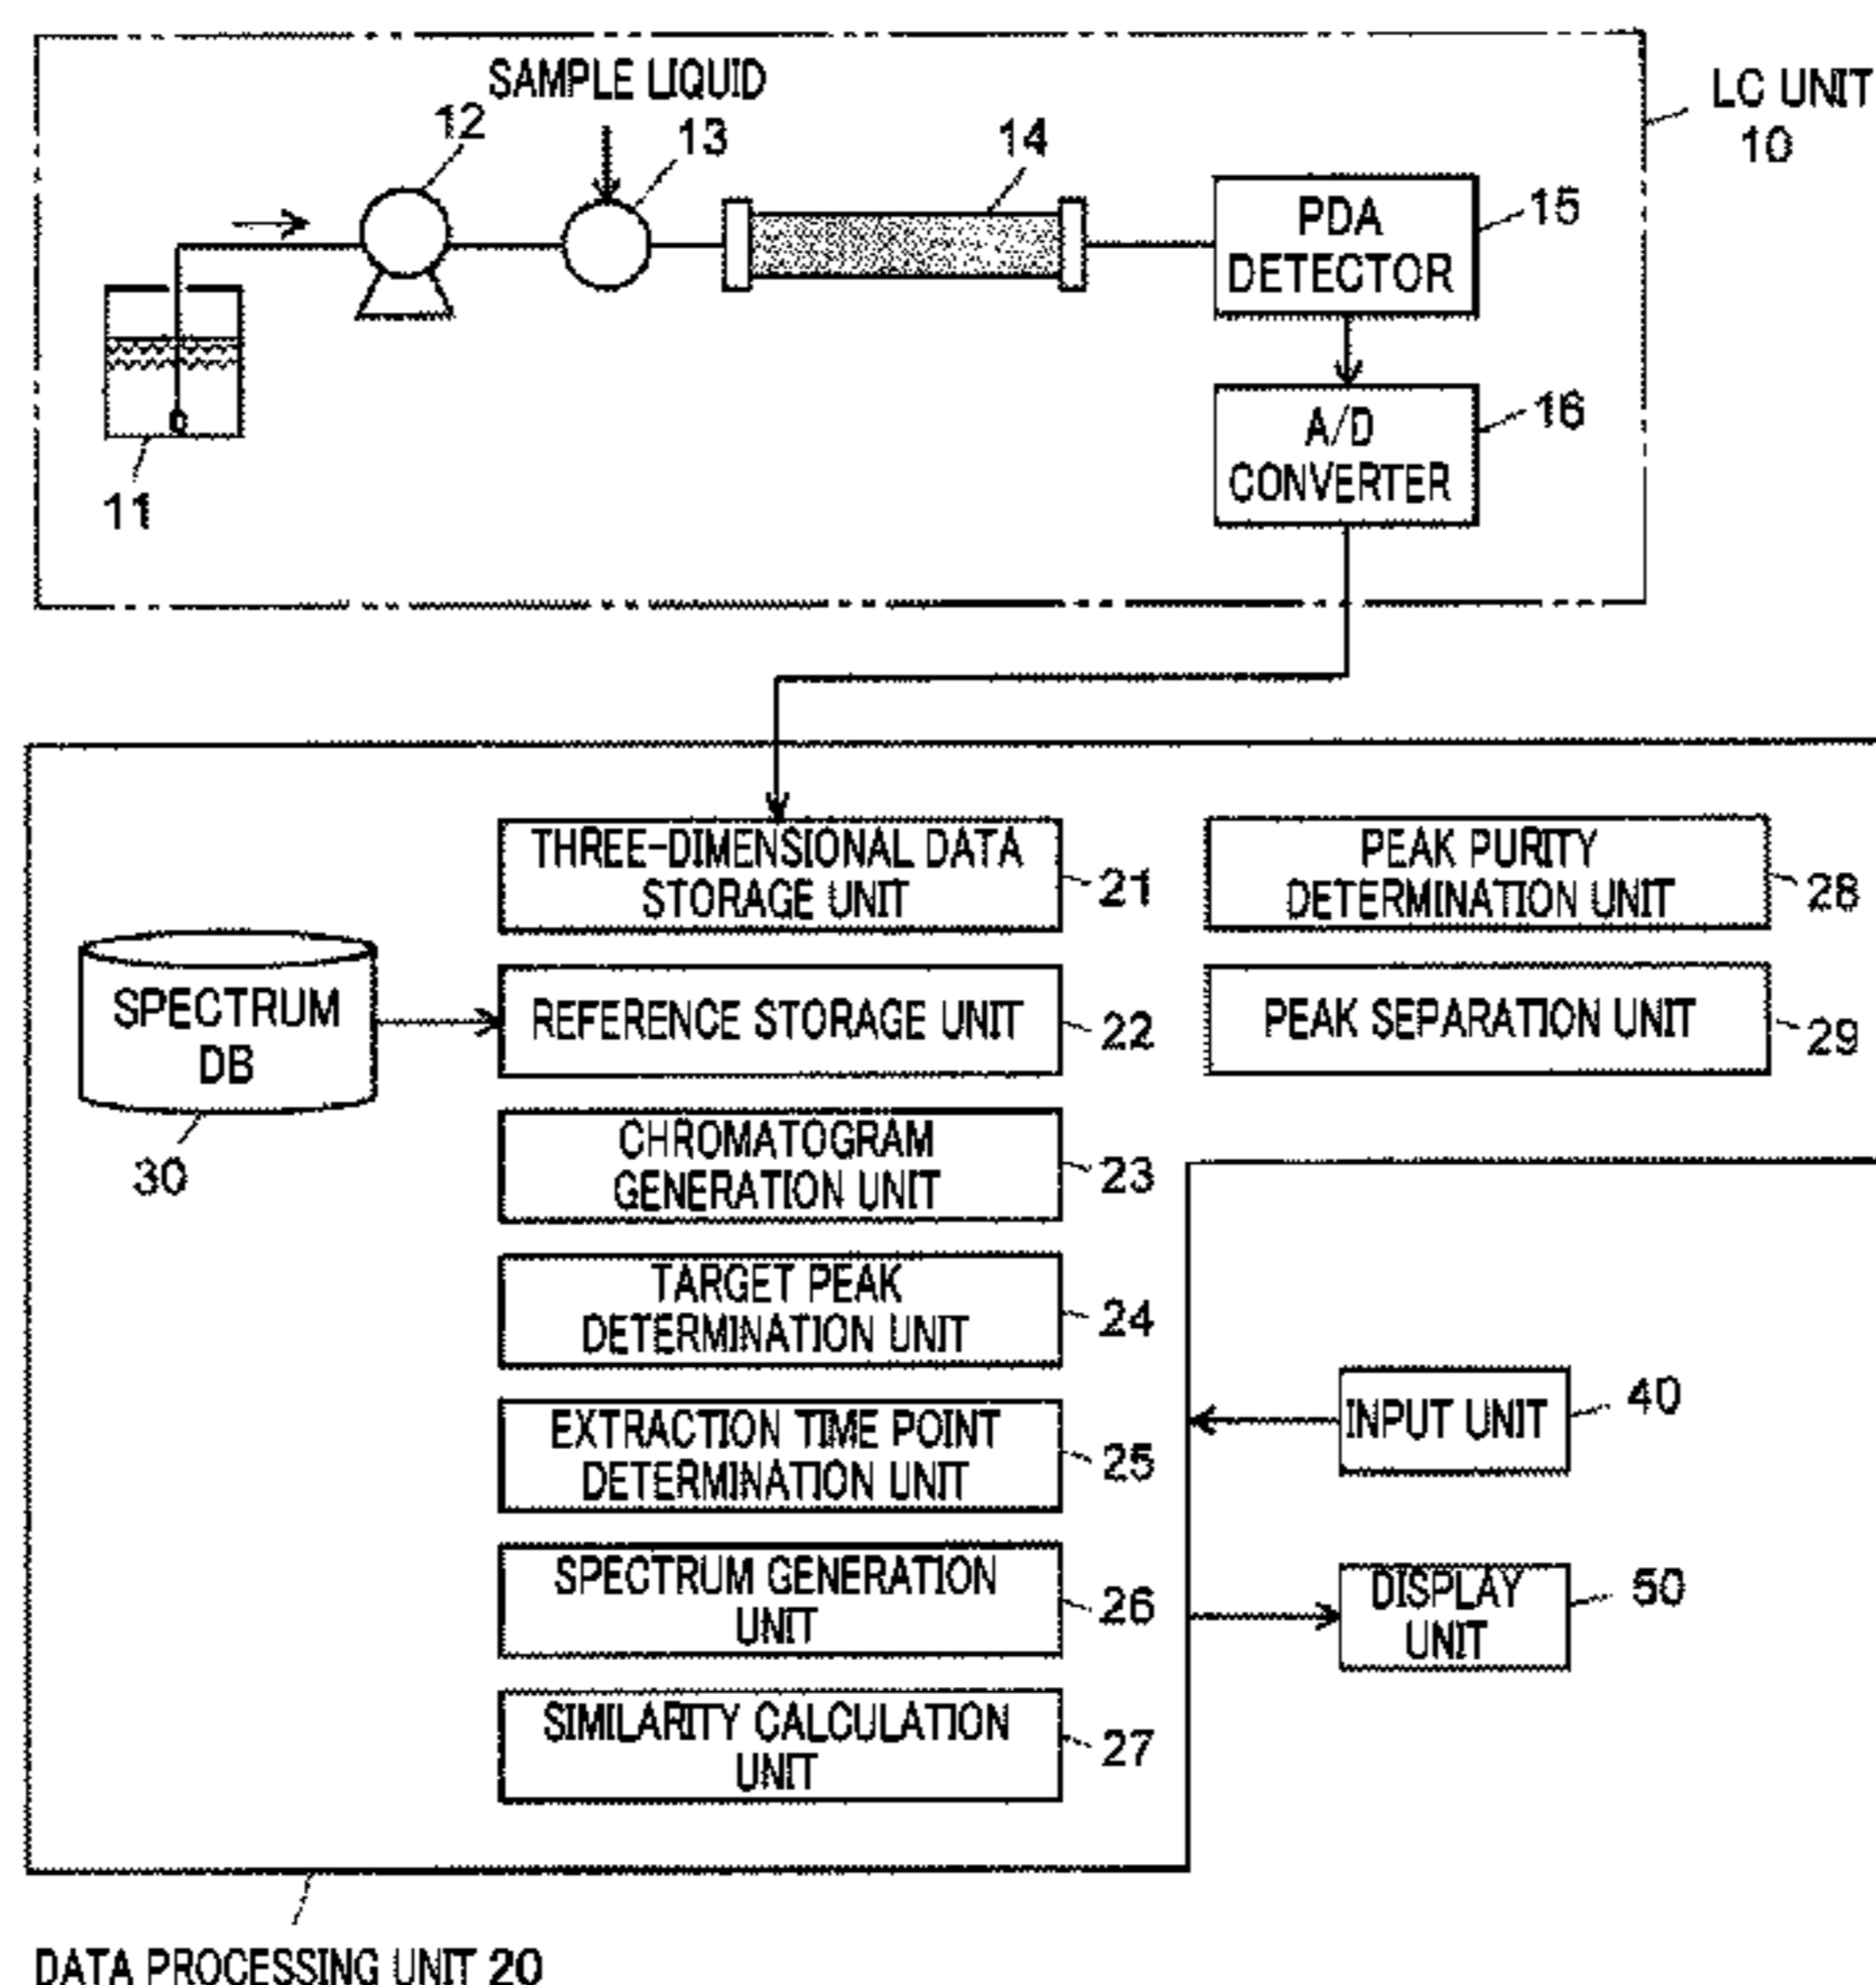 SAMPLE LIQUID
LC UNIT
10
12
13
14
PDA
DETECTOR
15
A/D
CONVERTER
16
11
THREE-DIMENSIONAL DATA
STORAGE UNIT
21
PEAK PURITY
DETERMINATION UNIT
28
SPECTRUM
DB
30
REFERENCE STORAGE UNIT
22
PEAK SEPARATION UNIT
29
CHROMATOGRAM
GENERATION UNIT
23
TARGET PEAK
DETERMINATION UNIT
24
EXTRACTION TIME POINT
DETERMINATION UNIT
25
INPUT UNIT
40
SPECTRUM GENERATION
UNIT
26
DISPLAY
UNIT
50
SIMILARITY CALCULATION
UNIT
27
DATA PROCESSING UNIT 20